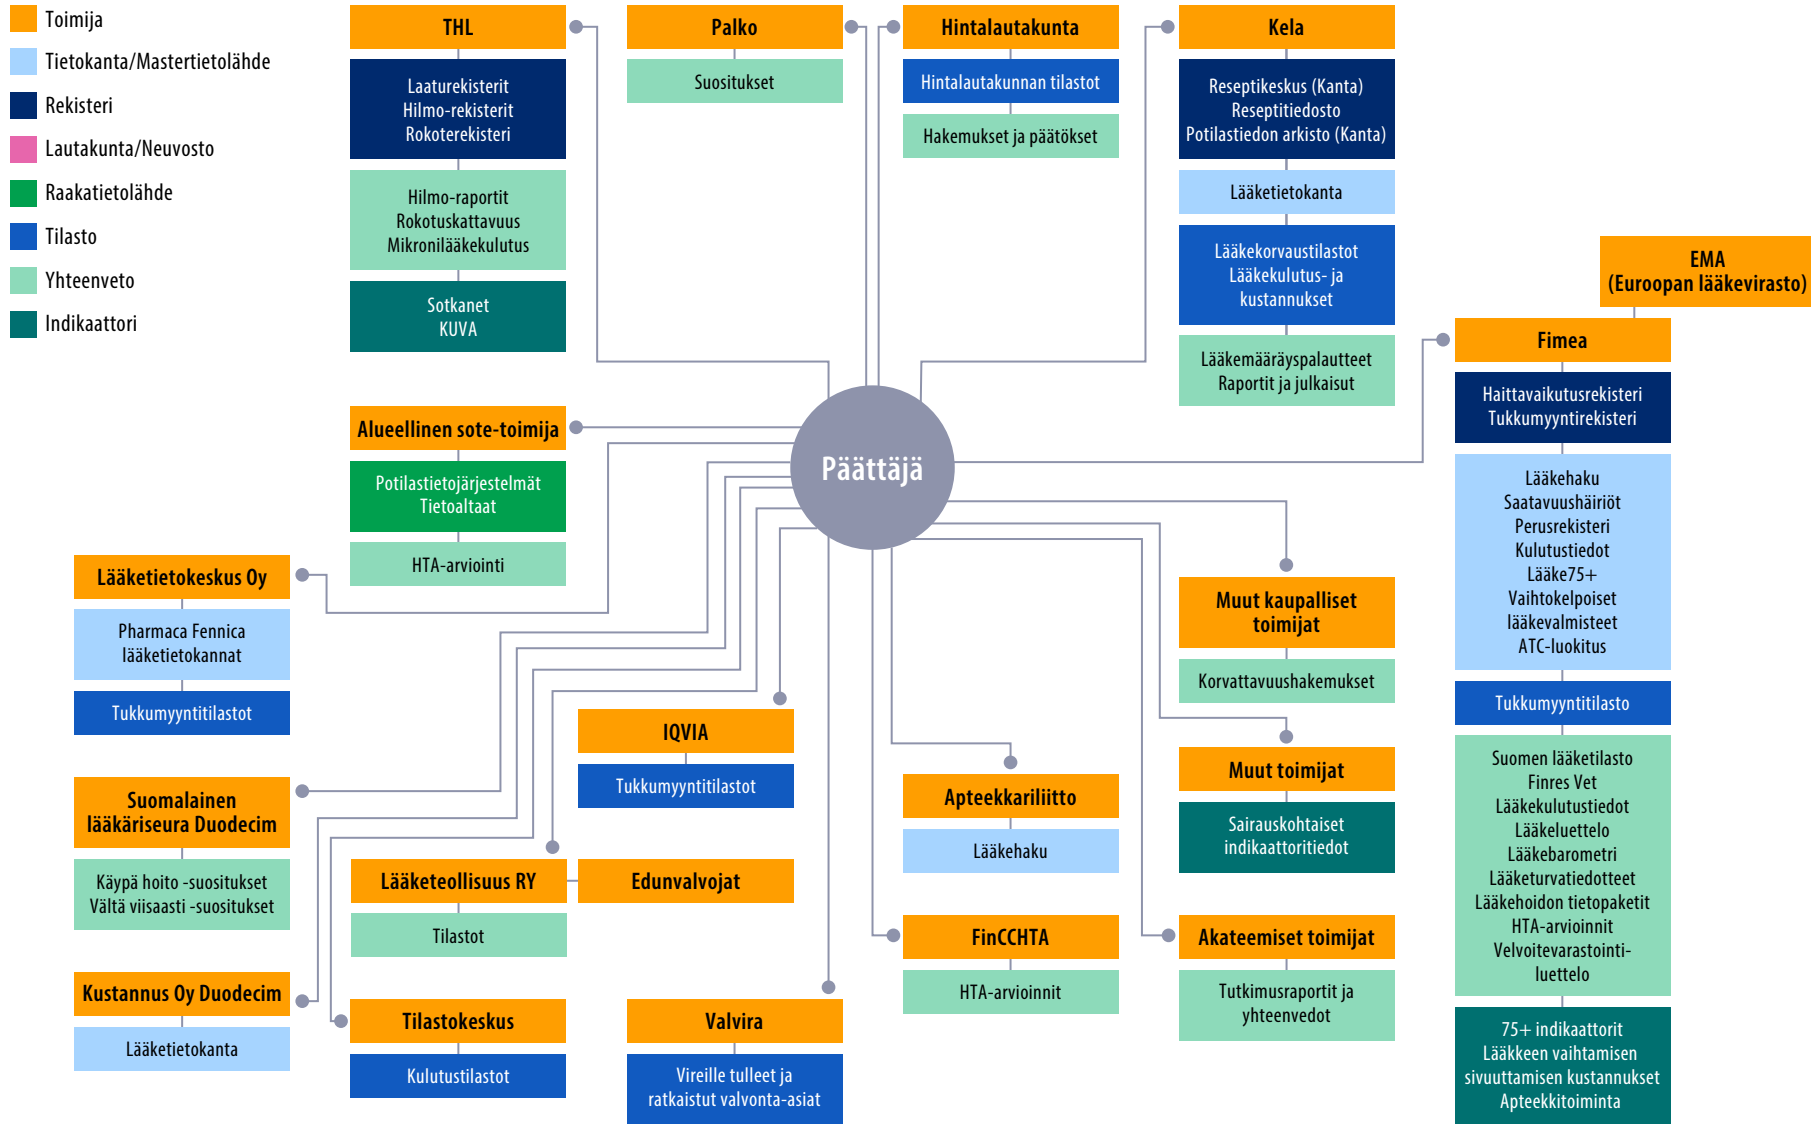 Toimija
Tietokanta/Mastertietolähde
Rekisteri
Lautakunta/Neuvosto
Raakatietolähde
Tilasto
Yhteenveto
Indikaattori
THL
Laaturekisterit
Hilmo-rekisterit
Rokoterekisteri
Hilmo-raportit
Rokotuskattavuus
Mikronilääkekulutus
Sotkanet
KUVA
Palko
Suositukset
Hintalautakunta
Hintalautakunnan tilastot
Hakemukset ja päätökset
Kela
Reseptikeskus (Kanta)
Reseptitiedosto
Potilastiedon arkisto (Kanta)
Lääketietokanta
Lääkekorvaustilastot
Lääkekulutus- ja
kustannukset
Lääkemääräyspalautteet
Raportit ja julkaisut
EMA
(Euroopan lääkevirasto)
Fimea
Haittavaikutusrekisteri
Tukkumyyntirekisteri
Lääkehaku
Saatavuushäiriöt
Perusrekisteri
Kulutustiedot
Lääke75+
Vaihtokelpoiset
lääkevalmisteet
ATC-luokitus
Tukkumyyntitilasto
Suomen lääketilasto
Finres Vet
Lääkekulutustiedot
Lääkeluettelo
Lääkebarometri
Lääketurvatiedotteet
Lääkehoidon tietopaketit
HTA-arvioinnit
Velvoitevarastointi-
luettelo
75+ indikaattorit
Lääkkeen vaihtamisen
sivuuttamisen kustannukset
Apteekkitoiminta
Päättäjä
Alueellinen sote-toimija
Potilastietojärjestelmät
Tietoaltaat
HTA-arviointi
Lääketietokeskus Oy
Pharmaca Fennica
lääketietokannat
Tukkumyyntitilastot
Suomalainen
lääkäriseura Duodecim
Käypä hoito -suositukset
Vältä viisaasti -suositukset
Kustannus Oy Duodecim
Lääketietokanta
IQVIA
Tukkumyyntitilastot
Lääketeollisuus RY
Tilastot
Edunvalvojat
Tilastokeskus
Kulutustilastot
Valvira
Vireille tulleet ja
ratkaistut valvonta-asiat
Apteekkariliitto
Lääkehaku
FinCCHTA
HTA-arvioinnit
Muut kaupalliset
toimijat
Korvattavuushakemukset
Muut toimijat
Sairauskohtaiset
indikaattoritiedot
Akateemiset toimijat
Tutkimusraportit ja
yhteenvedot